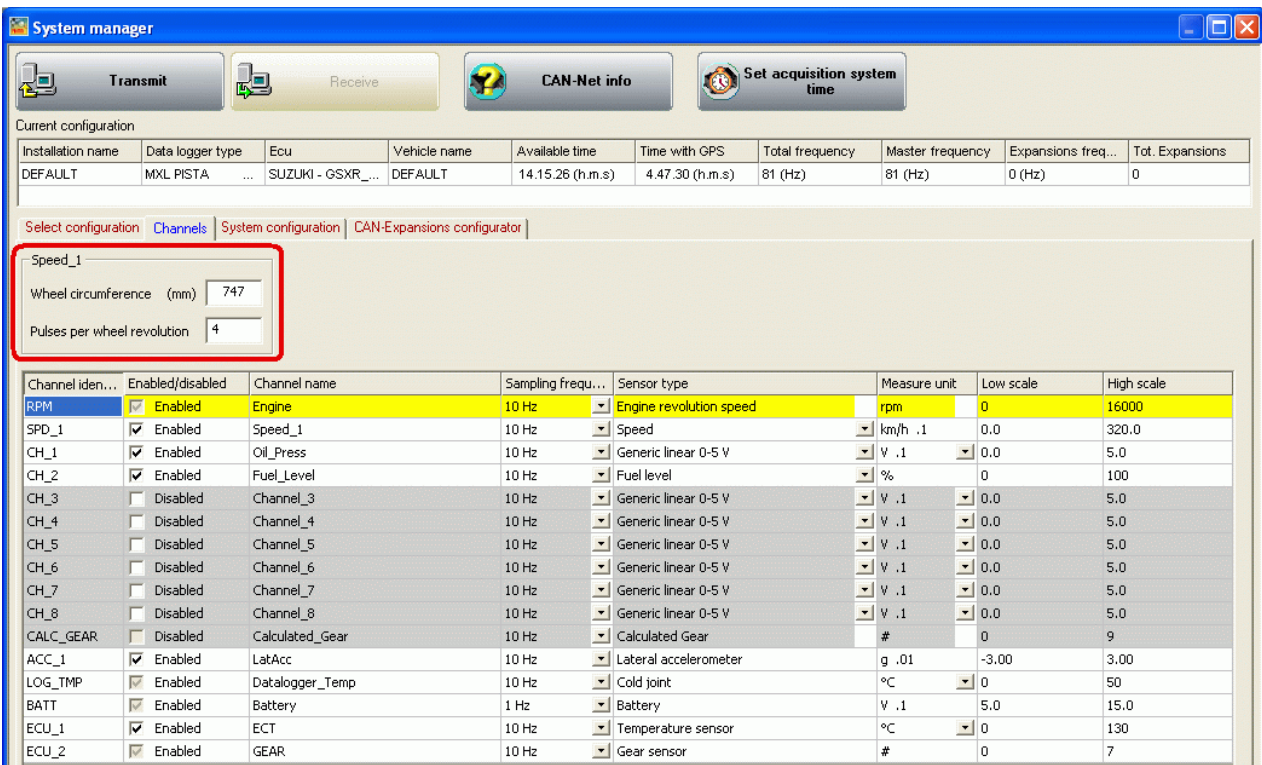 System manager
Transmit Receive CAN-Net info Set acquisition system time
Current configuration
Installation name Data logger type Ecu Vehicle name Available time Time with GPS Total frequency Master frequency Expansions freq... Tot. Expansions
DEFAULT MXL PISTA ... SUZUKI - GSXR_... DEFAULT 14.15.26 (h.m.s) 4.47.30 (h.m.s) 81 (Hz) 81 (Hz) 0 (Hz) 0
Select configuration Channels System configuration CAN-Expansions configurator
Speed_1
Wheel circumference (mm) 747
Pulses per wheel revolution 4
Channel iden... Enabled/disabled Channel name Sampling frequ... Sensor type Measure unit Low scale High scale
RPM Enabled Engine 10 Hz Engine revolution speed rpm 0 16000
SPD_1 Enabled Speed_1 10 Hz Speed km/h .1 0.0 320.0
CH_1 Enabled Oil_Press 10 Hz Generic linear 0-5 V V .1 0.0 5.0
CH_2 Enabled Fuel_Level 10 Hz Fuel level % 0 100
CH_3 Disabled Channel_3 10 Hz Generic linear 0-5 V V .1 0.0 5.0
CH_4 Disabled Channel_4 10 Hz Generic linear 0-5 V V .1 0.0 5.0
CH_5 Disabled Channel_5 10 Hz Generic linear 0-5 V V .1 0.0 5.0
CH_6 Disabled Channel_6 10 Hz Generic linear 0-5 V V .1 0.0 5.0
CH_7 Disabled Channel_7 10 Hz Generic linear 0-5 V V .1 0.0 5.0
CH_8 Disabled Channel_8 10 Hz Generic linear 0-5 V V .1 0.0 5.0
CALC_GEAR Disabled Calculated_Gear 10 Hz Calculated Gear # 0 9
ACC_1 Enabled LatAcc 10 Hz Lateral accelerometer g .01 -3.00 3.00
LOG_TMP Enabled Datalogger_Temp 10 Hz Cold joint °C 0 50
BATT Enabled Battery 1 Hz Battery V .1 5.0 15.0
ECU_1 Enabled ECT 10 Hz Temperature sensor °C 0 130
ECU_2 Enabled GEAR 10 Hz Gear sensor # 0 7